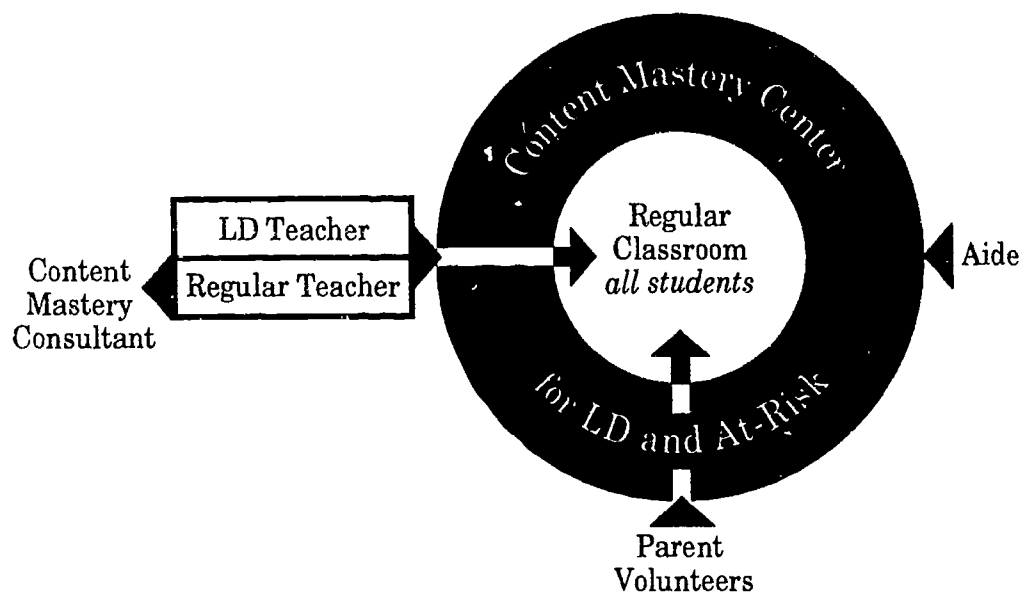 Content Mastery Center
for LD and At-Risk
Regular
Classroom
all students
LD Teacher
Regular Teacher
Content
Mastery
Consultant
Aide
Parent
Volunteers